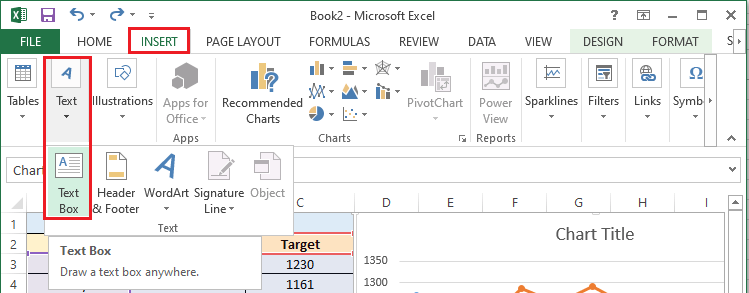 Book2 - Microsoft Excel
FILE HOME INSERT PAGE LAYOUT FORMULAS REVIEW DATA VIEW DESIGN FORMAT
Tables Text Illustrations Apps for Office Recommended Charts PivotChart Power View Sparklines Filters Links
Apps Charts Reports
Text Box Header & Footer WordArt Signature Line Object
Text
D E F G H I
C
1
2 Target Chart Title
Text Box
Draw a text box anywhere.
3 1230 1350
4 1161 1300